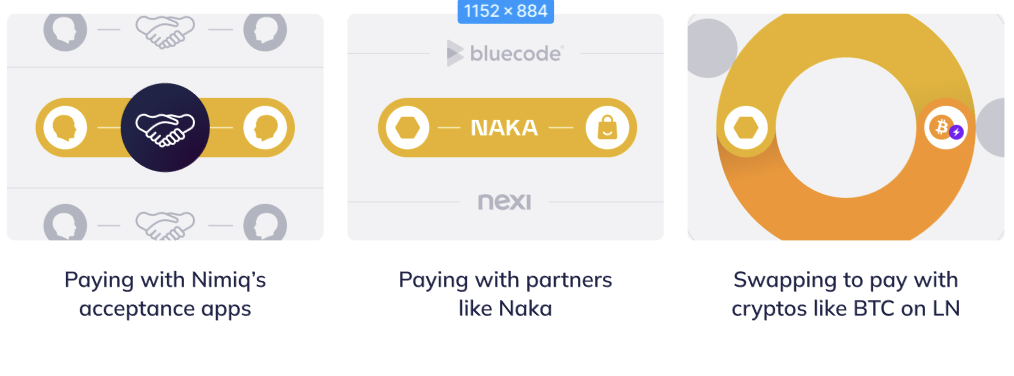 1152 × 884
bluecode®
NAKA
nexi
Paying with Nimiq's
acceptance apps
Paying with partners
like Naka
Swapping to pay with
cryptos like BTC on LN